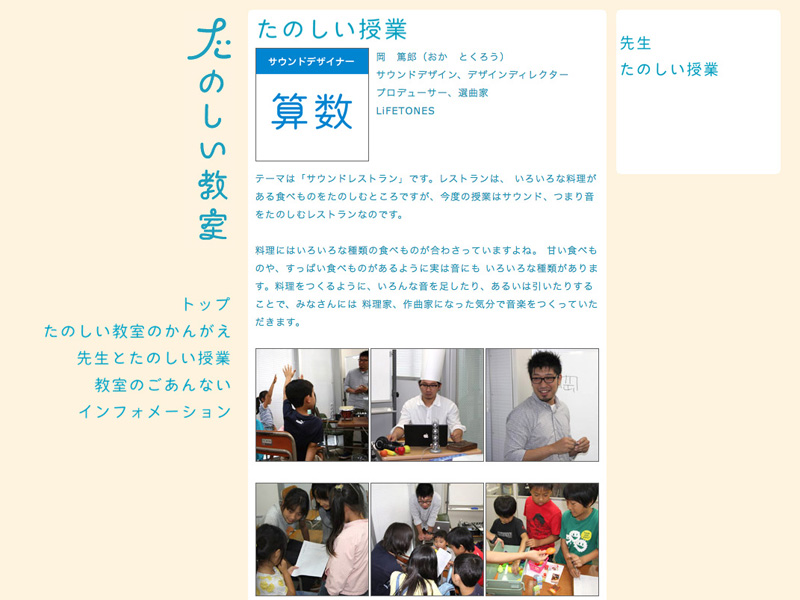 だのしい教室
トップ
たのしい教室のかんがえ
先生とたのしい授業
教室のごあんない
インフォメーション
たのしい授業
サウンドデザイナー
算数
岡　篤郎（おか　とくろう）
サウンドデザイン、デザインディレクター
プロデューサー、選曲家
LiFETONES
テーマは「サウンドレストラン」です。レストランは、 いろいろな料理が
ある食べものをたのしむところですが、今度の授業はサウンド、つまり音
をたのしむレストランなのです。
料理にはいろいろな種類の食べものが合わさっていますよね。 甘い食べも
のや、すっぱい食べものがあるように実は音にも いろいろな種類がありま
す。料理をつくるように、いろんな音を足したり、あるいは引いたりする
ことで、みなさんには 料理家、作曲家になった気分で音楽をつくっていた
だきます。
先生
たのしい授業